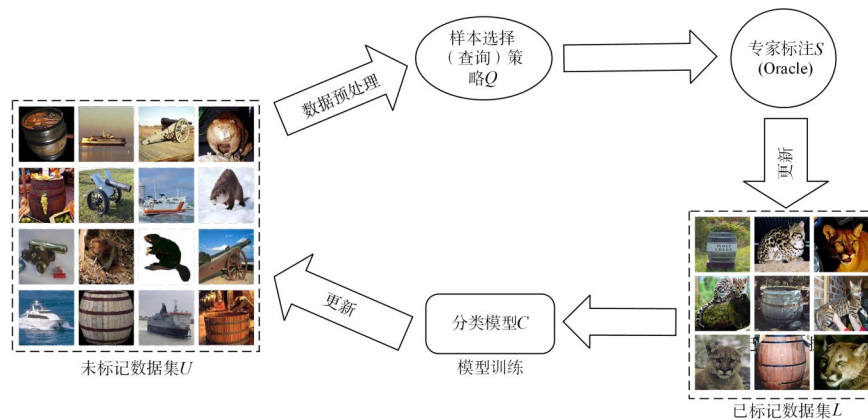 样本选择
（查询）策
略Q
专家标注S
(Oracle)
数据预处理
更新
更新
分类模型C
模型训练
未标记数据集U
已标记数据集L